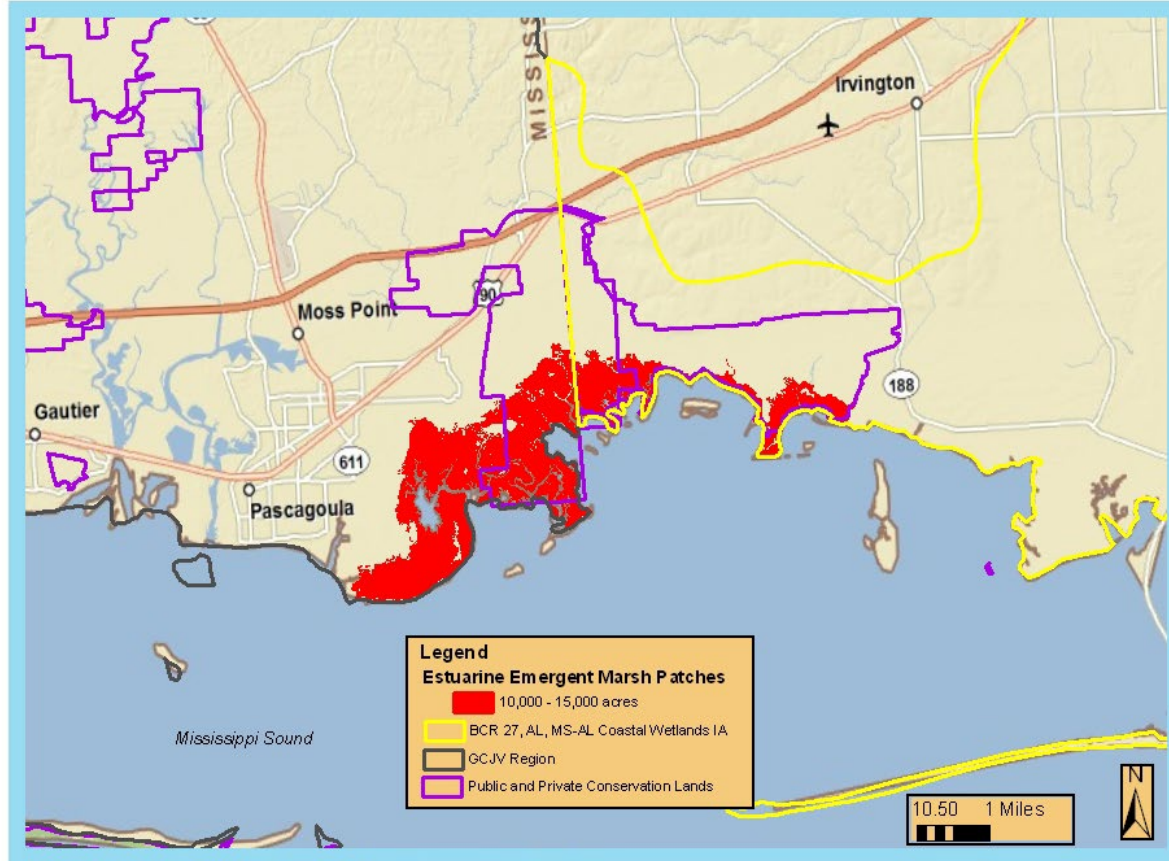 MISSISS
Irvington
90
Moss Point
188
Gautier
611
Pascagoula
Legend
Estuarine Emergent Marsh Patches
10,000 - 15,000 acres
BCR 27, AL, MS-AL Coastal Wetlands IA
GCJV Region
Public and Private Conservation Lands
Mississippi Sound
10.50 1 Miles
N